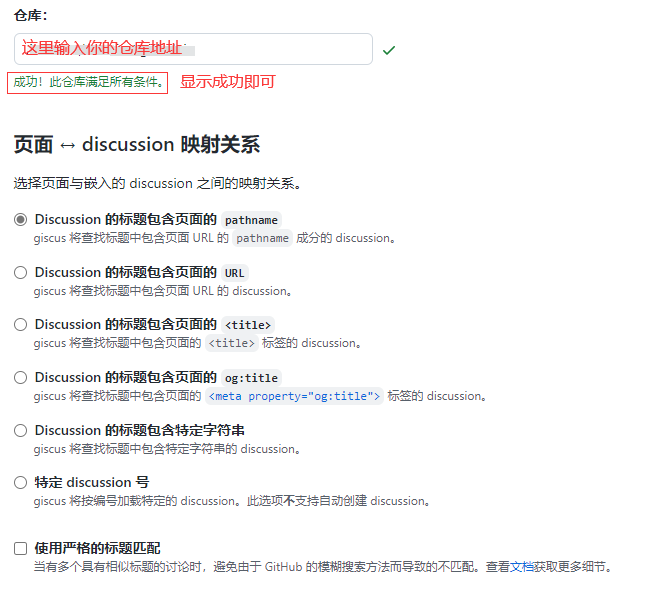 仓库：
这里输入你的仓库地址
成功！此仓库满足所有条件。 显示成功即可
页面 ↔ discussion 映射关系
选择页面与嵌入的 discussion 之间的映射关系。
Discussion 的标题包含页面的 pathname
giscus 将查找标题中包含页面 URL 的 pathname 成分的 discussion。
Discussion 的标题包含页面的 URL
giscus 将查找标题中包含页面 URL 的 discussion。
Discussion 的标题包含页面的 <title>
giscus 将查找标题中包含页面的 <title> 标签的 discussion。
Discussion 的标题包含页面的 og:title
giscus 将查找标题中包含页面的 <meta property="og:title"> 标签的 discussion。
Discussion 的标题包含特定字符串
giscus 将查找标题中包含特定字符串的 discussion。
特定 discussion 号
giscus 将按编号加载特定的 discussion。此选项不支持自动创建 discussion。
使用严格的标题匹配
当有多个具有相似标题的讨论时，避免由于 GitHub 的模糊搜索方法而导致的不匹配。查看文档获取更多细节。